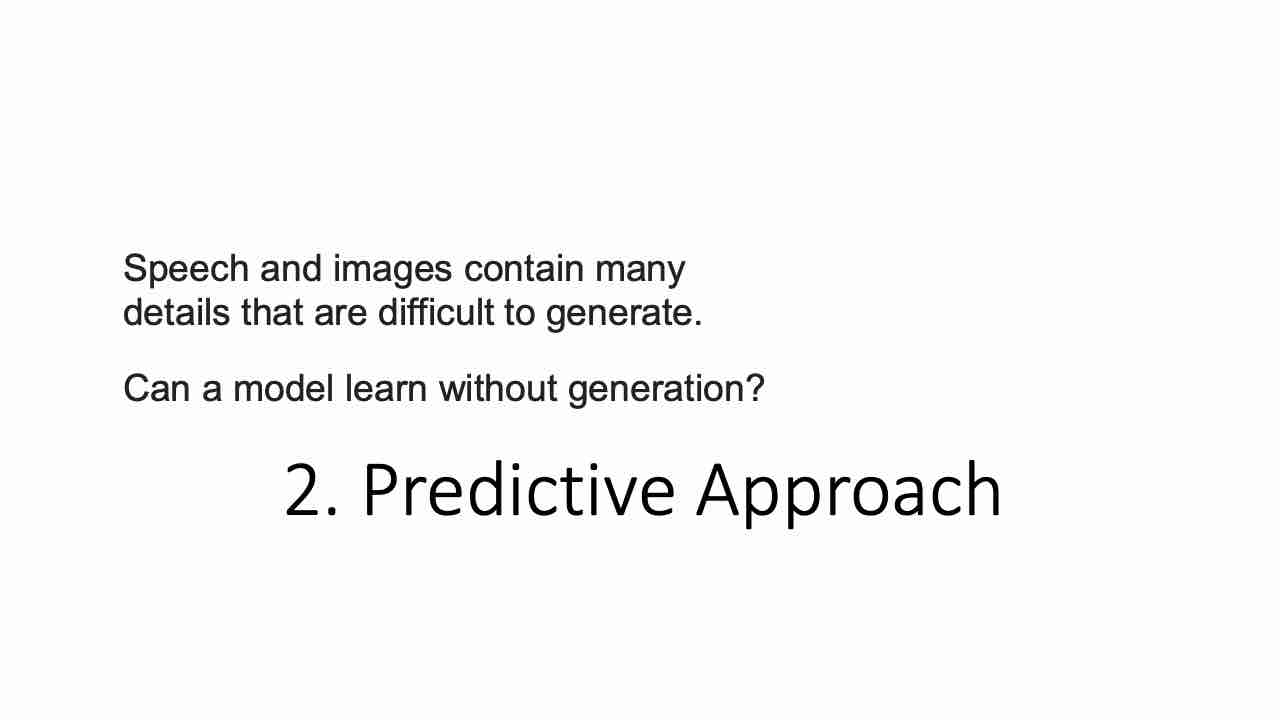 Speech and images contain many
details that are difficult to generate.
Can a model learn without generation?
2. Predictive Approach